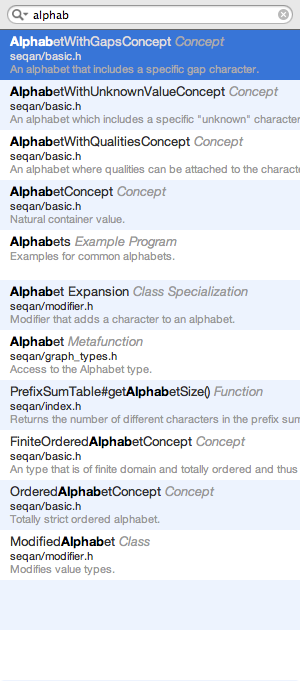 alphab
AlphabetWithGapsConcept Concept
seqan/basic.h
An alphabet that includes a specific gap character.
AlphabetWithUnknownValueConcept Concept
seqan/basic.h
An alphabet which includes a specific "unknown" character
AlphabetWithQualitiesConcept Concept
seqan/basic.h
An alphabet where qualities can be attached to the characte
AlphabetConcept Concept
seqan/basic.h
Natural container value.
Alphabets Example Program
Examples for common alphabets.
Alphabet Expansion Class Specialization
seqan/modifier.h
Modifier that adds a character to an alphabet.
Alphabet Metafunction
seqan/graph_types.h
Access to the Alphabet type.
PrefixSumTable#getAlphabetSize() Function
seqan/index.h
Returns the number of different characters in the prefix sum
FiniteOrderedAlphabetConcept Concept
seqan/basic.h
An type that is of finite domain and totally ordered and thus
OrderedAlphabetConcept Concept
seqan/basic.h
Totally strict ordered alphabet.
ModifiedAlphabet Class
seqan/modifier.h
Modifies value types.